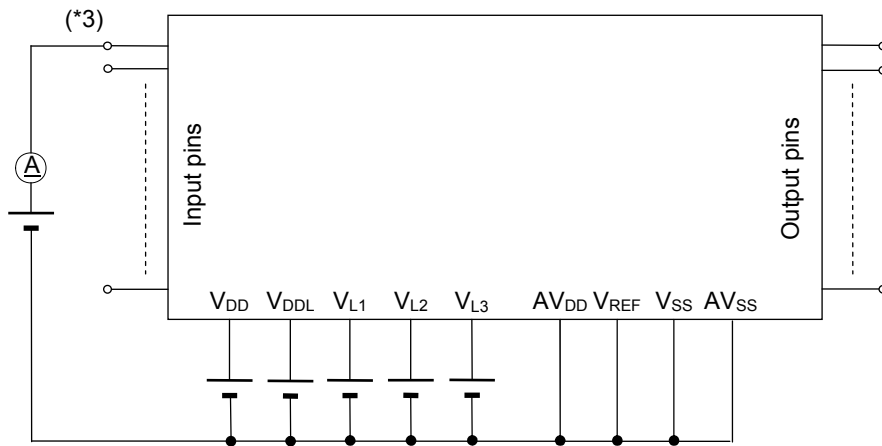 (*3)
A
Input pins
Output pins
VDD VDDL VL1 VL2 VL3 AVDD VREF VSS AVSS